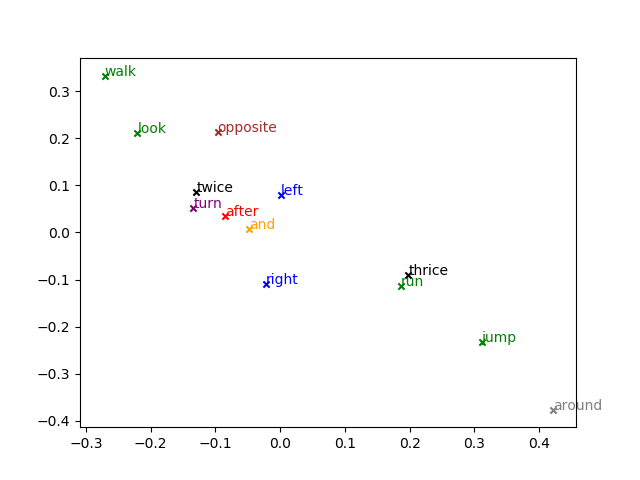 walk
look
opposite
twice
left
turn
after
and
right
thrice
run
jump
around
0.3
0.2
0.1
0.0
−0.1
−0.2
−0.3
−0.4
−0.3 −0.2 −0.1 0.0 0.1 0.2 0.3 0.4